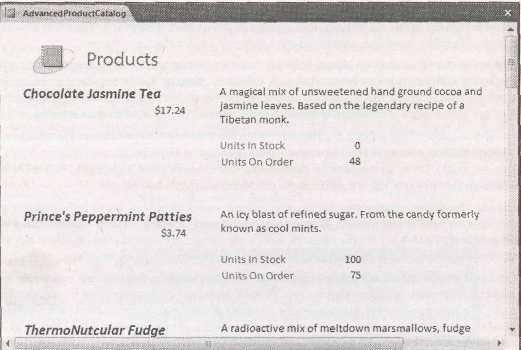 AdvancedProductCatalog
Products
Chocolate Jasmine Tea
$17.24
A magical mix of unsweetened hand ground cocoa and
jasmine leaves. Based on the legendary recipe of a
Tibetan monk.
Units In Stock 0
Units On Order 48
Prince's Peppermint Patties
$3.74
An icy blast of refined sugar. From the candy formerly
known as cool mints.
Units In Stock 100
Units On Order 75
ThermoNutcular Fudge
A radioactive mix of meltdown marsmallows, fudge